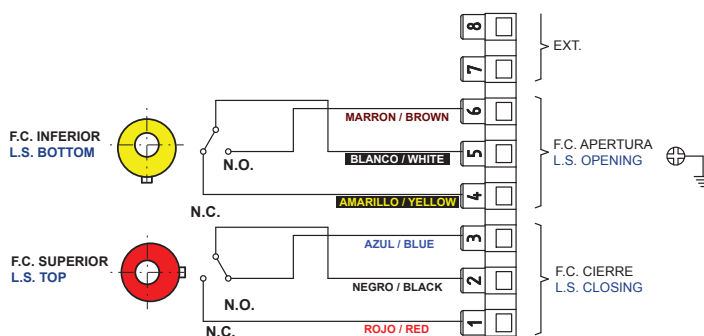 8
EXT.
7
MARRON / BROWN
6
F.C. INFERIOR
L.S. BOTTOM
N.O.
BLANCO / WHITE
5
F.C. APERTURA
L.S. OPENING
AMARILLO / YELLOW
4
N.C.
AZUL / BLUE
3
F.C. SUPERIOR
L.S. TOP
NEGRO / BLACK
2
F.C. CIERRE
L.S. CLOSING
N.O.
ROJO / RED
1
N.C.